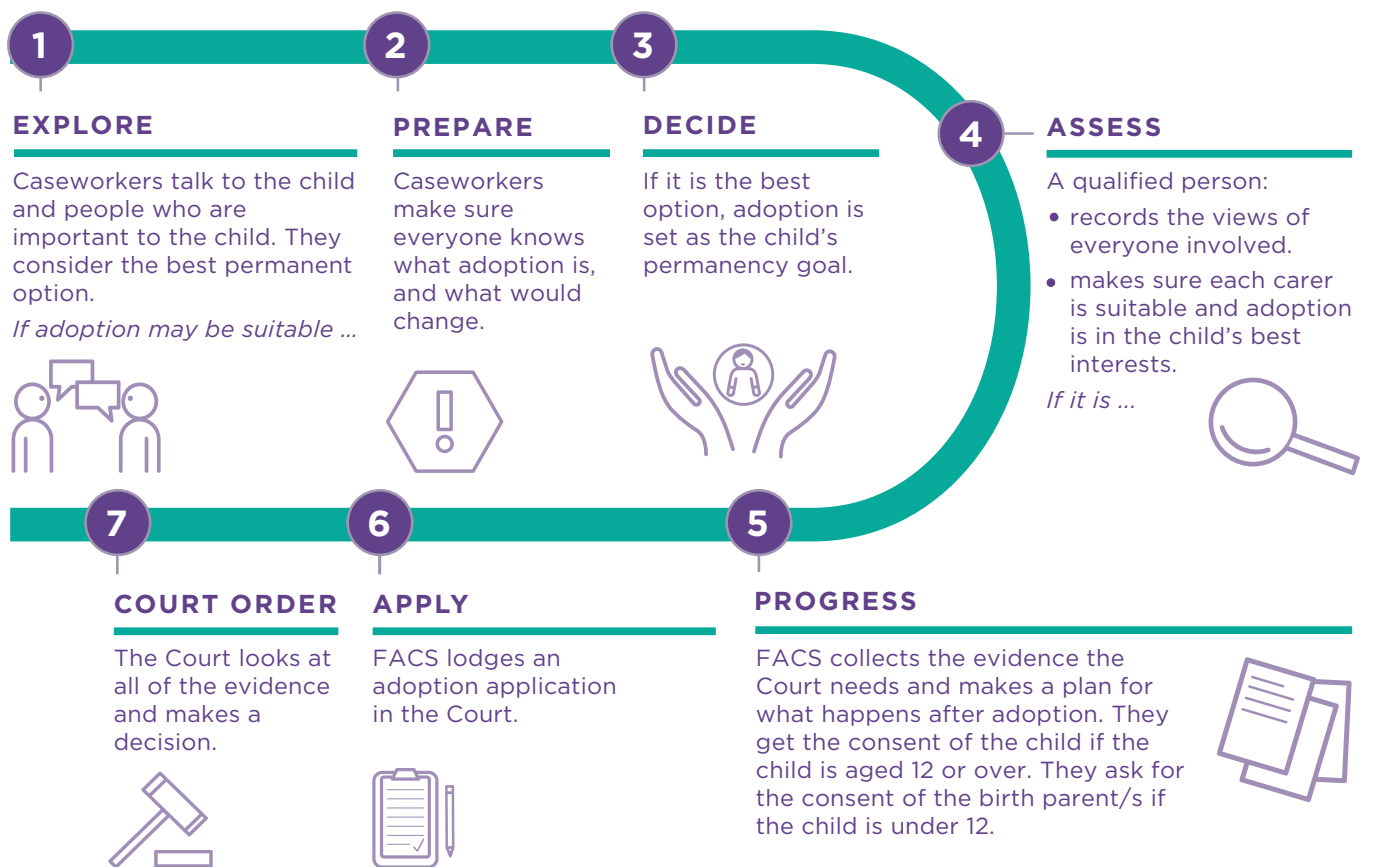 1
EXPLORE
Caseworkers talk to the child
and people who are
important to the child. They
consider the best permanent
option.
If adoption may be suitable ...
2
PREPARE
Caseworkers
make sure
everyone knows
what adoption is,
and what would
change.
3
DECIDE
If it is the best
option, adoption is
set as the child's
permanency goal.
4
ASSESS
A qualified person:
• records the views of
everyone involved.
• makes sure each carer
is suitable and adoption
is in the child's best
interests.
If it is ...
5
PROGRESS
FACS collects the evidence the
Court needs and makes a plan for
what happens after adoption. They
get the consent of the child if the
child is aged 12 or over. They ask for
the consent of the birth parent/s if
the child is under 12.
6
APPLY
FACS lodges an
adoption application
in the Court.
7
COURT ORDER
The Court looks at
all of the evidence
and makes a
decision.